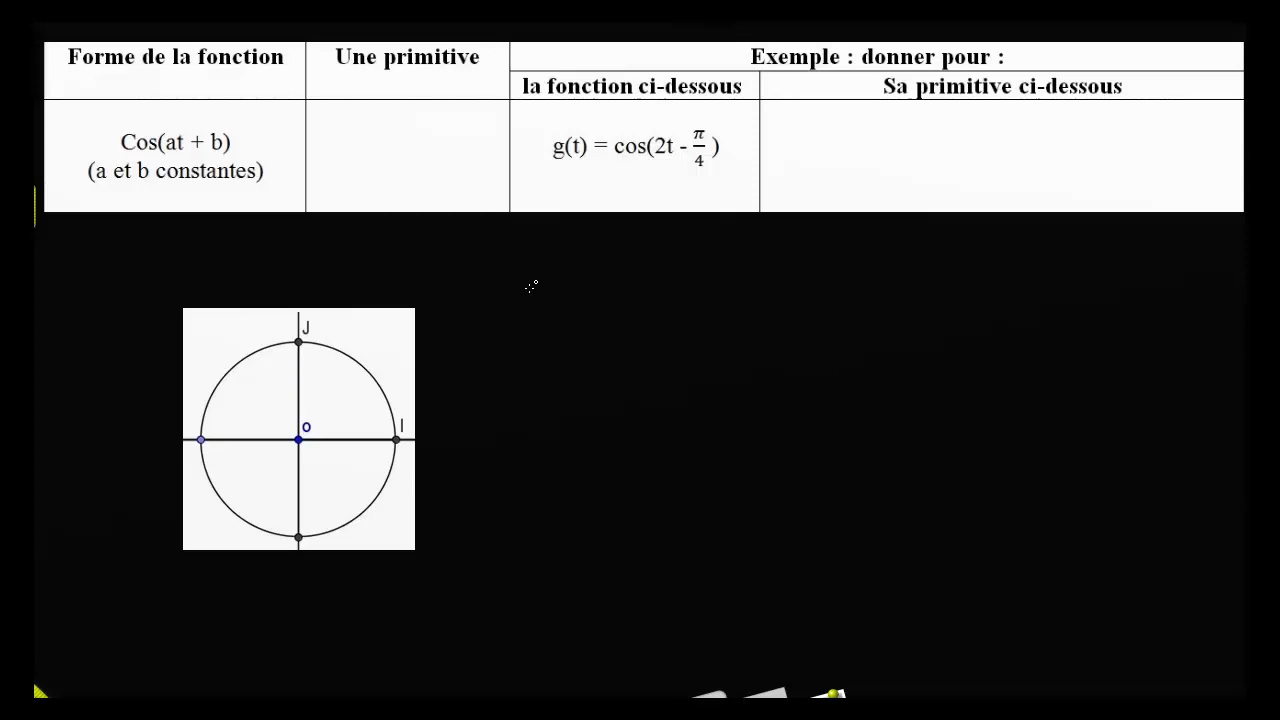 Forme de la fonction
Une primitive
Exemple : donner pour :
la fonction ci-dessous
Sa primitive ci-dessous
Cos(at + b)
(a et b constantes)
g(t) = cos(2t - π/4 )
J
o
I